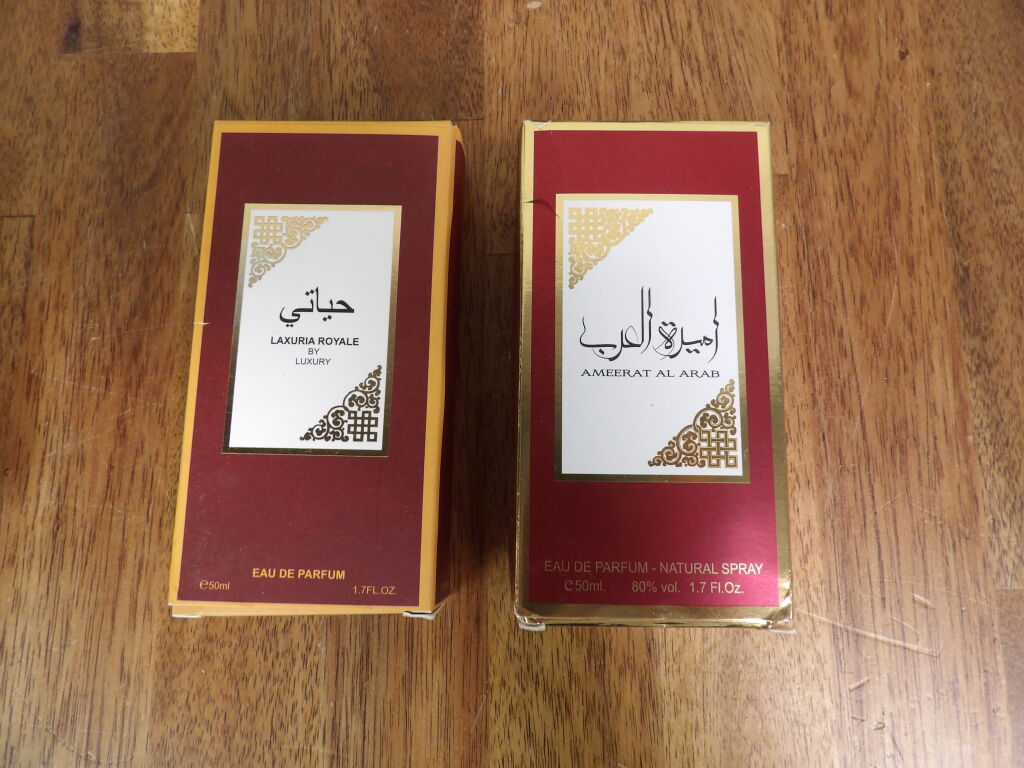 حياتي
LAXURIA ROYALE
BY
LUXURY
EAU DE PARFUM
℮50ml 1.7FL.OZ.
اميرة العرب
AMEERAT AL ARAB
EAU DE PARFUM - NATURAL SPRAY
℮50ml. 80% vol. 1.7 Fl.Oz.